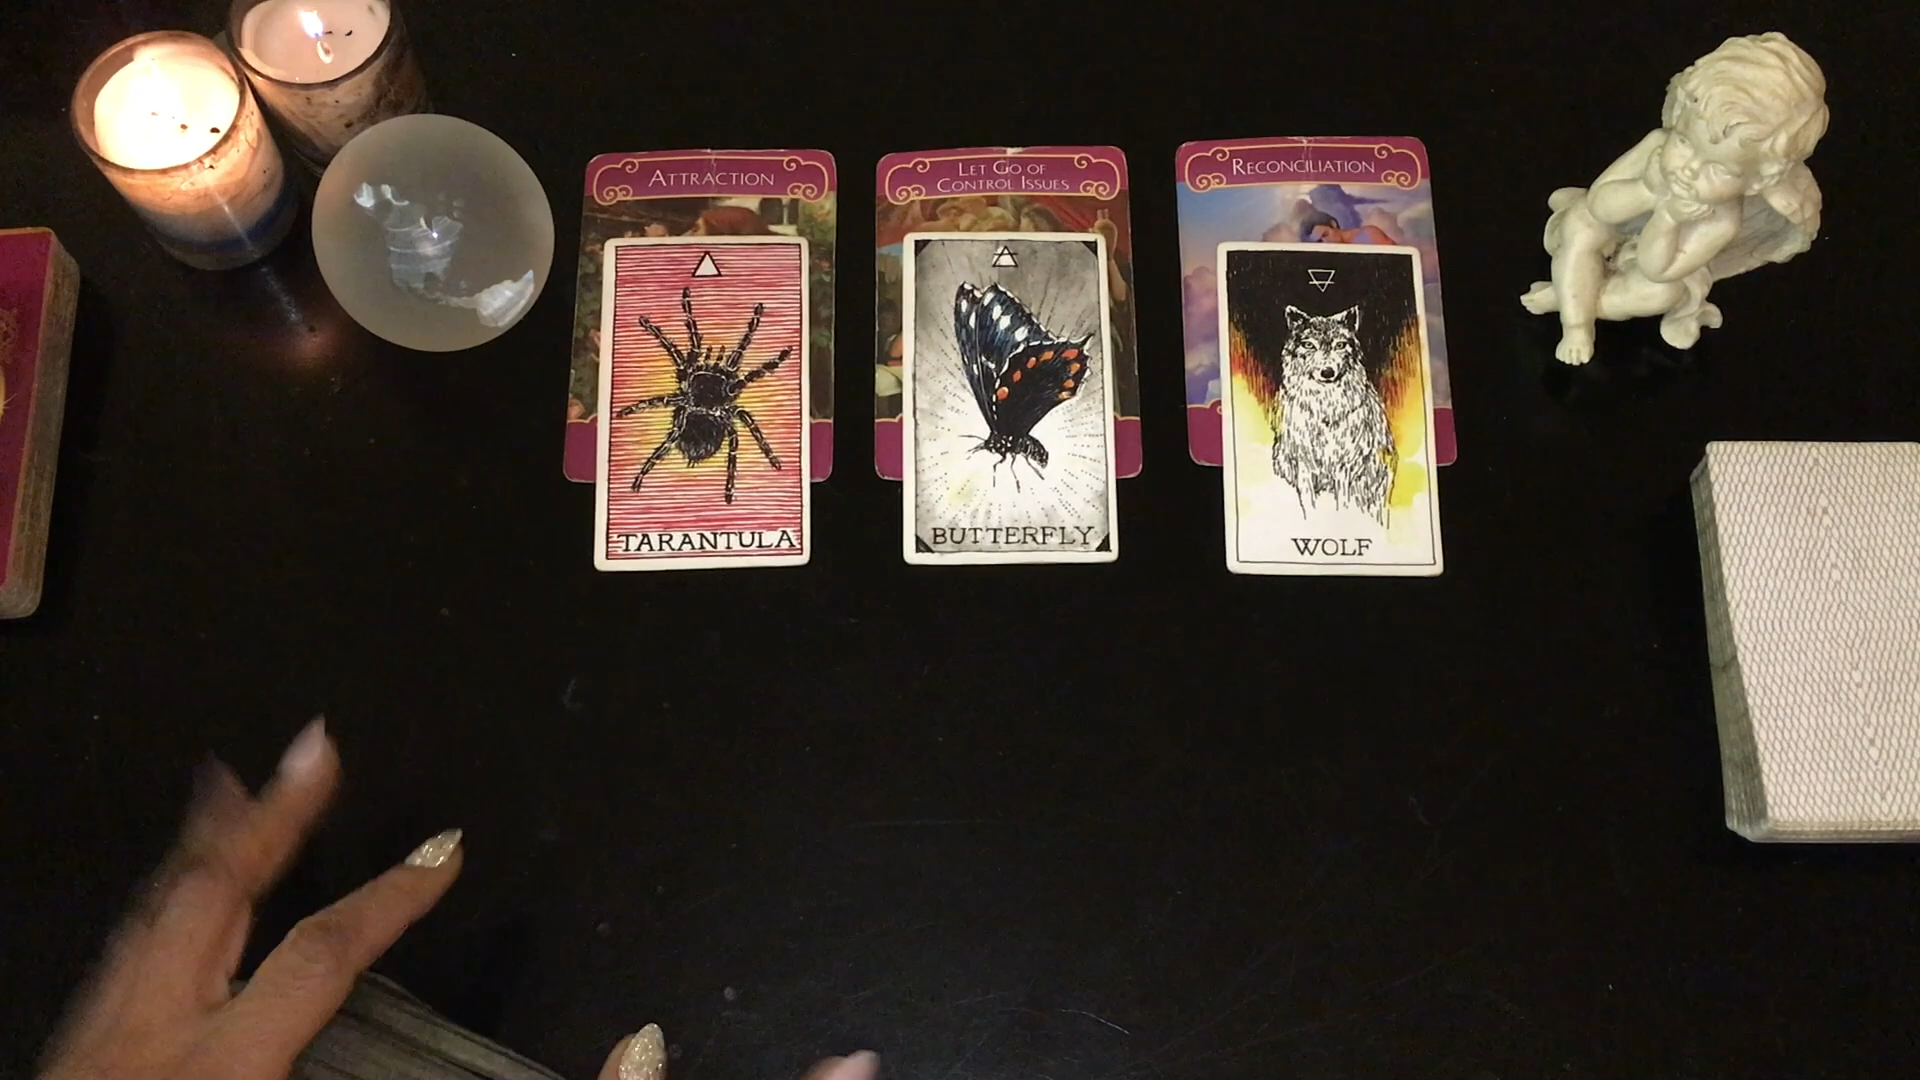 ATTRACTION
LET GO OF
CONTROL ISSUES
RECONCILIATION
TARANTULA
BUTTERFLY
WOLF